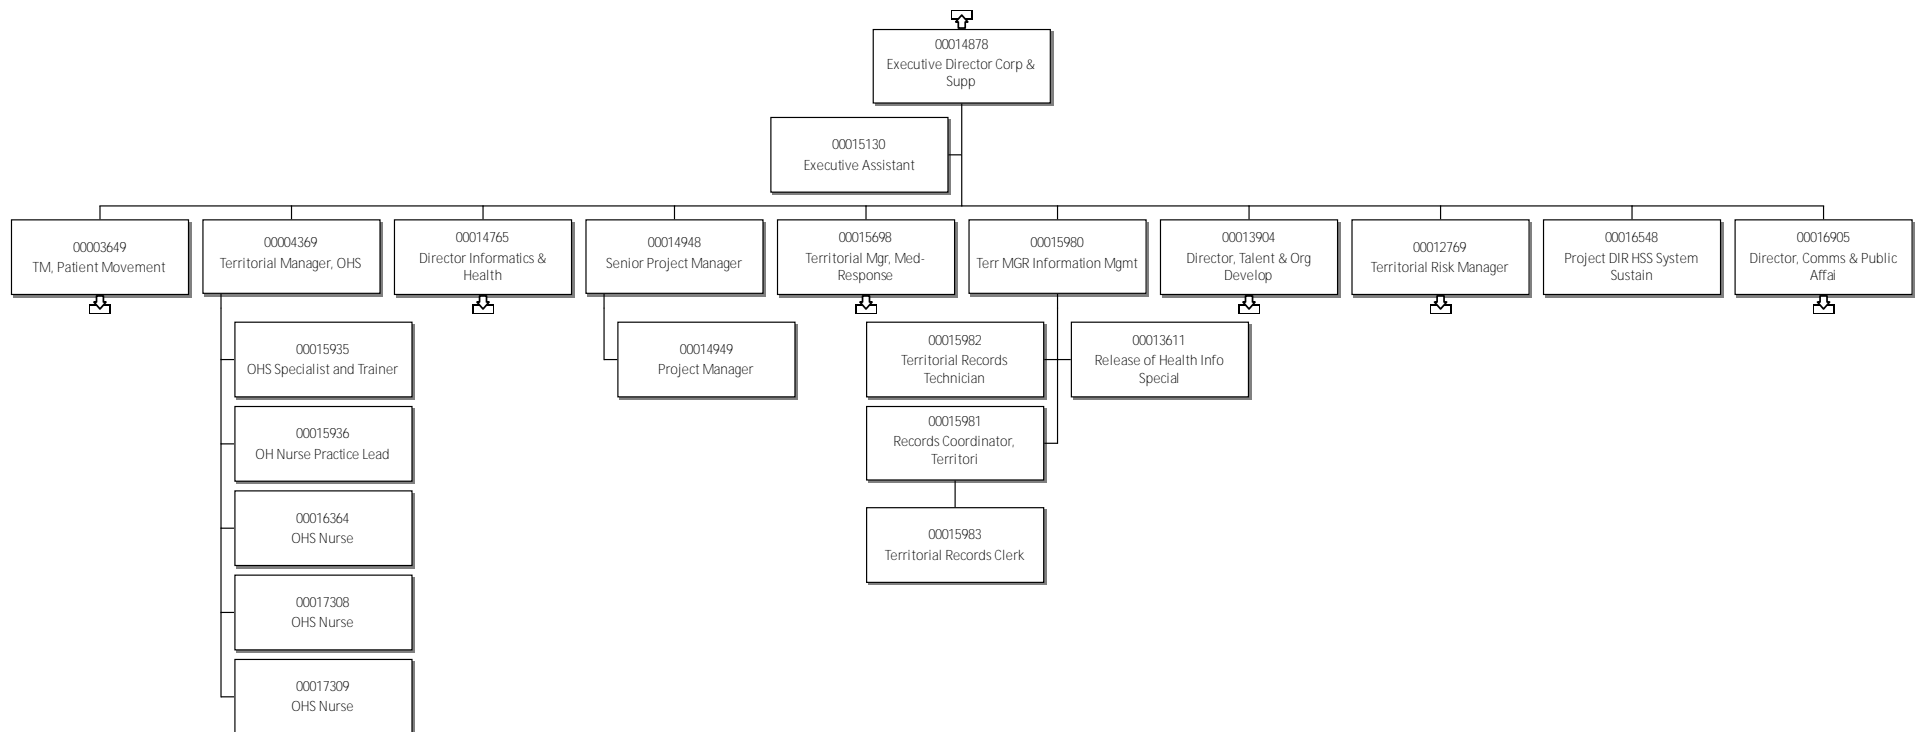 00014878
Executive Director Corp &
Supp
00015130
Executive Assistant
00003649
TM, Patient Movement
00004369
Territorial Manager, OHS
00014765
Director Informatics &
Health
00014948
Senior Project Manager
00015698
Territorial Mgr, Med-
Response
00015980
Terr MGR Information Mgmt
00013904
Director, Talent & Org
Develop
00012769
Territorial Risk Manager
00016548
Project DIR HSS System
Sustain
00016905
Director, Comms & Public
Affai
00015935
OHS Specialist and Trainer
00015936
OH Nurse Practice Lead
00016364
OHS Nurse
00017308
OHS Nurse
00017309
OHS Nurse
00014949
Project Manager
00015982
Territorial Records
Technician
00013611
Release of Health Info
Special
00015981
Records Coordinator,
Territori
00015983
Territorial Records Clerk